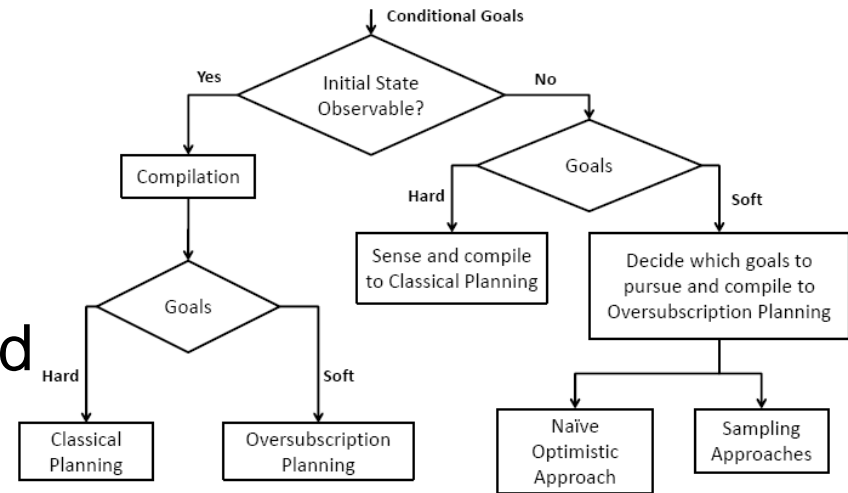 Conditional Goals
Initial State
Observable?
Yes
No
Compilation
Goals
Hard
Soft
Sense and compile
to Classical Planning
Decide which goals to
pursue and compile to
Oversubscription Planning
Goals
d
Hard
Soft
Classical
Planning
Oversubscription
Planning
Naïve
Optimistic
Approach
Sampling
Approaches